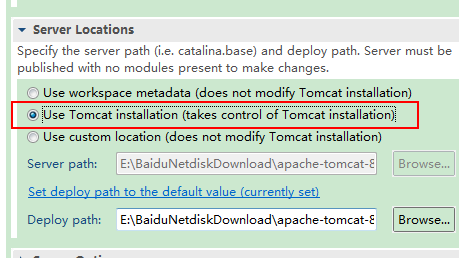 Server Locations
Specify the server path (i.e. catalina.base) and deploy path. Server must be
published with no modules present to make changes.
Use workspace metadata (does not modify Tomcat installation)
Use Tomcat installation (takes control of Tomcat installation)
Use custom location (does not modify Tomcat installation)
Server path: E:\BaiduNetdiskDownload\apache-tomcat-8 Browse...
Set deploy path to the default value (currently set)
Deploy path: E:\BaiduNetdiskDownload\apache-tomcat-8 Browse...